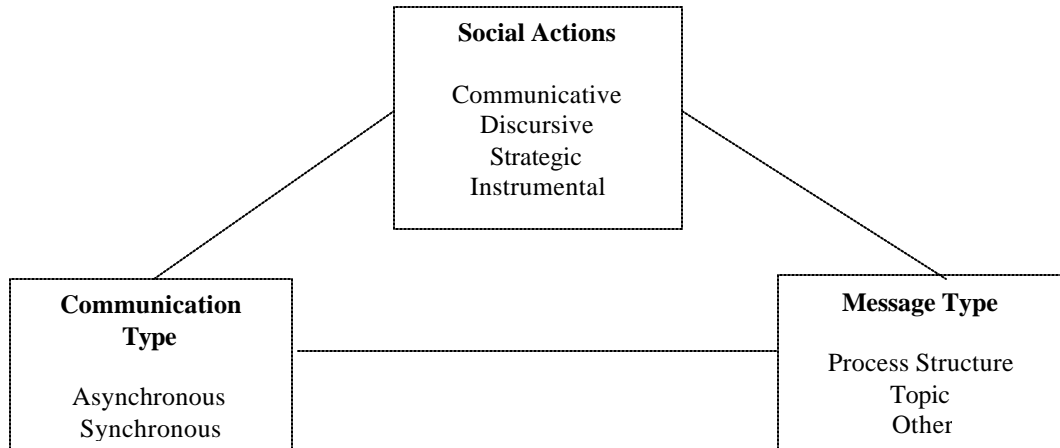 Social Actions
Communicative
Discursive
Strategic
Instrumental
Communication
Type
Asynchronous
Synchronous
Message Type
Process Structure
Topic
Other